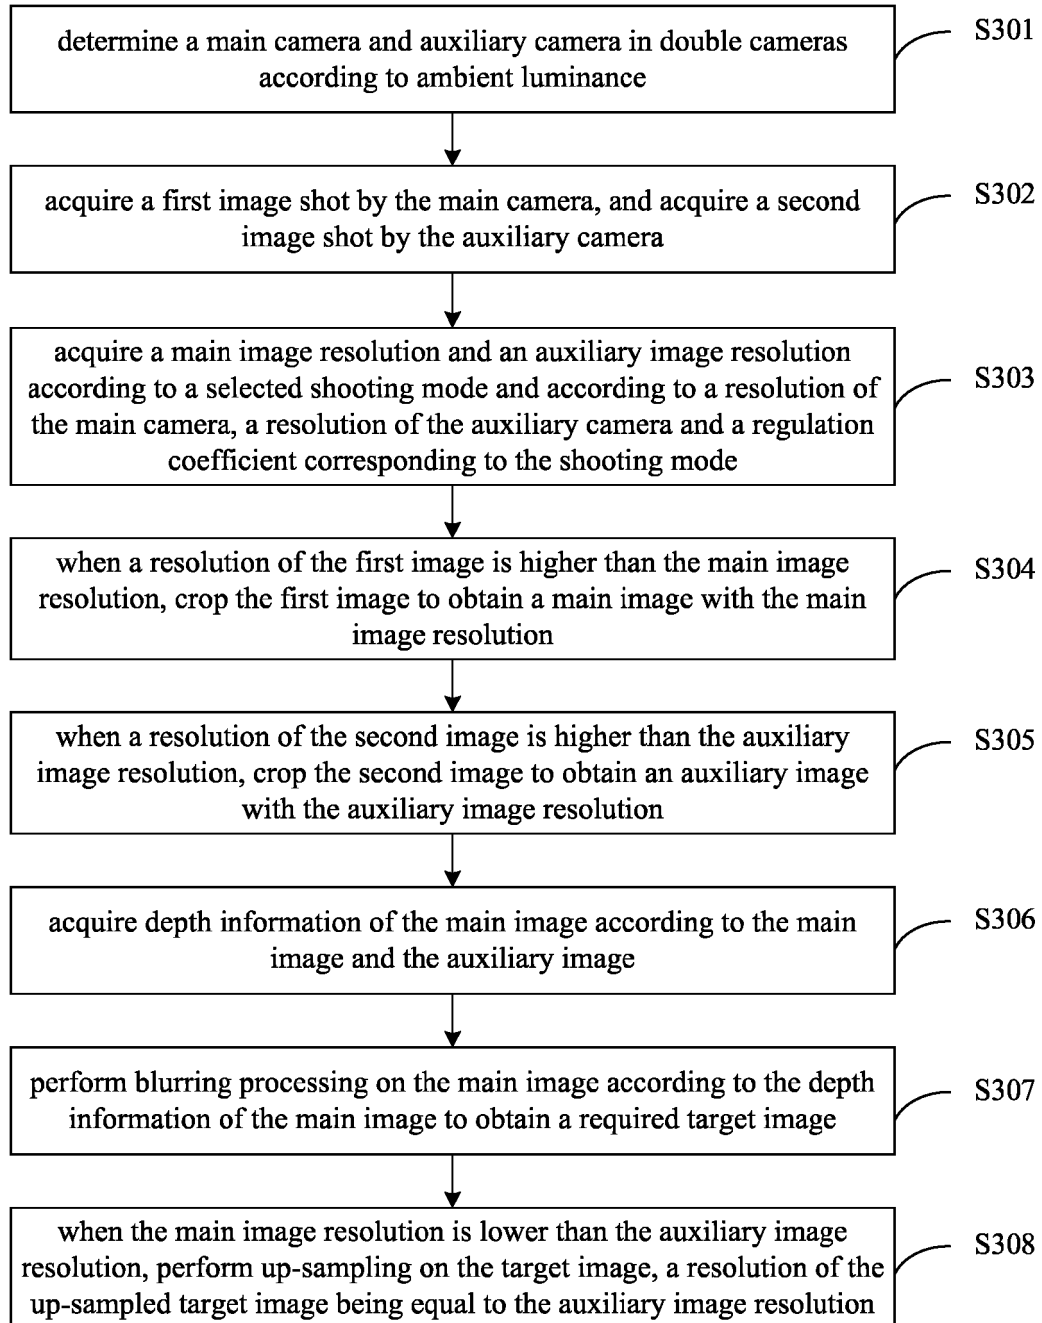 determine a main camera and auxiliary camera in double cameras
according to ambient luminance
S301
acquire a first image shot by the main camera, and acquire a second
image shot by the auxiliary camera
S302
acquire a main image resolution and an auxiliary image resolution
according to a selected shooting mode and according to a resolution of
the main camera, a resolution of the auxiliary camera and a regulation
coefficient corresponding to the shooting mode
S303
when a resolution of the first image is higher than the main image
resolution, crop the first image to obtain a main image with the main
image resolution
S304
when a resolution of the second image is higher than the auxiliary
image resolution, crop the second image to obtain an auxiliary image
with the auxiliary image resolution
S305
acquire depth information of the main image according to the main
image and the auxiliary image
S306
perform blurring processing on the main image according to the depth
information of the main image to obtain a required target image
S307
when the main image resolution is lower than the auxiliary image
resolution, perform up-sampling on the target image, a resolution of the
up-sampled target image being equal to the auxiliary image resolution
S308